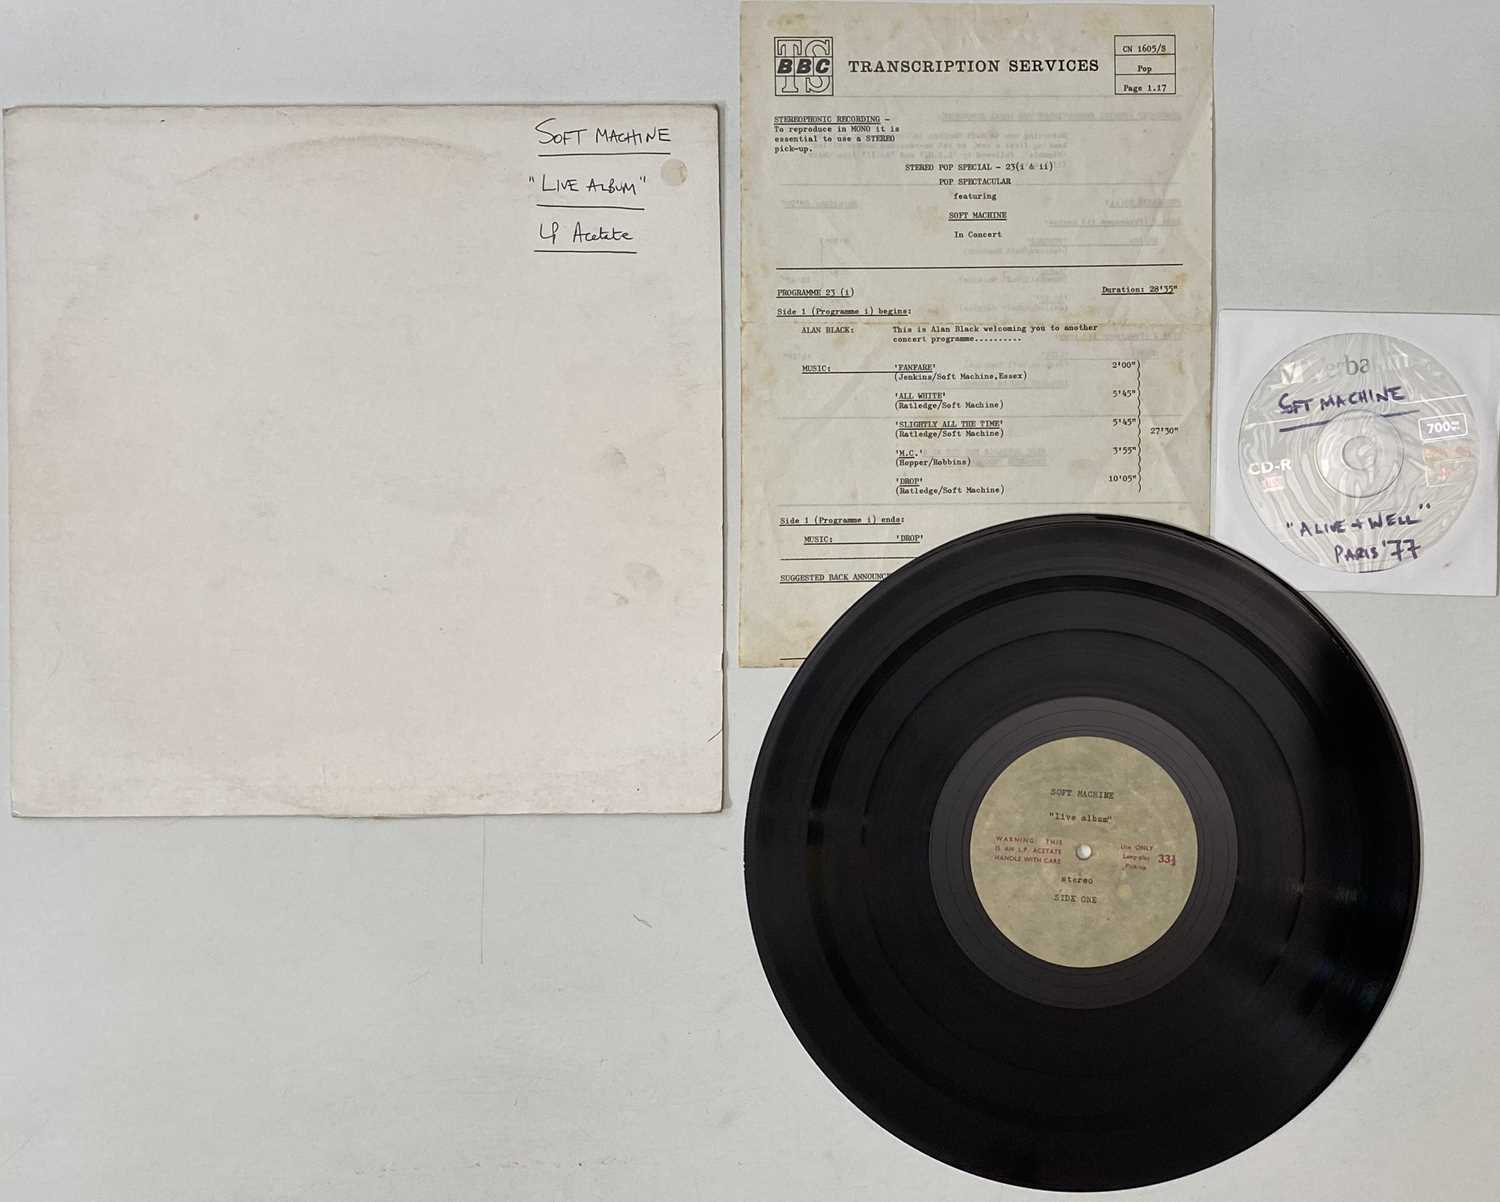 SOFT MACHINE
"LIVE ALBUM"
LP Acetate
TS
BBC
TRANSCRIPTION SERVICES
CN 1605/S
Pop
Page 1.17
STEREOPHONIC RECORDING -
To reproduce in MONO it is
essential to use a STEREO
pick-up.
STEREO POP SPECIAL - 23(i & ii)
POP SPECTACULAR
featuring
SOFT MACHINE
In Concert
PROGRAMME 23 (i)
Duration: 28'35"
Side 1 (Programme i) begins:
ALAN BLACK: This is Alan Black welcoming you to another
concert programme..........
MUSIC: 'FANFARE' 2'00"
(Jenkins/Soft Machine,Essex)
'ALL WHITE' 5'45"
(Ratledge/Soft Machine)
'SLIGHTLY ALL THE TIME' 5'45"
(Ratledge/Soft Machine) 27'30"
'M.C.' 3'55"
(Hopper/Robbins)
'DROP' 10'05"
(Ratledge/Soft Machine)
Side 1 (Programme i) ends:
MUSIC: 'DROP'
SUGGESTED BACK ANNOUNC
Verbatim
SOFT MACHINE
700
CD-R
"ALIVE + WELL"
PARIS '77
SOFT MACHINE
"live album"
WARNING: THIS
IS AN L.P. ACETATE
HANDLE WITH CARE
Use ONLY
Long-play
Pick-up
33⅓
stereo
SIDE ONE